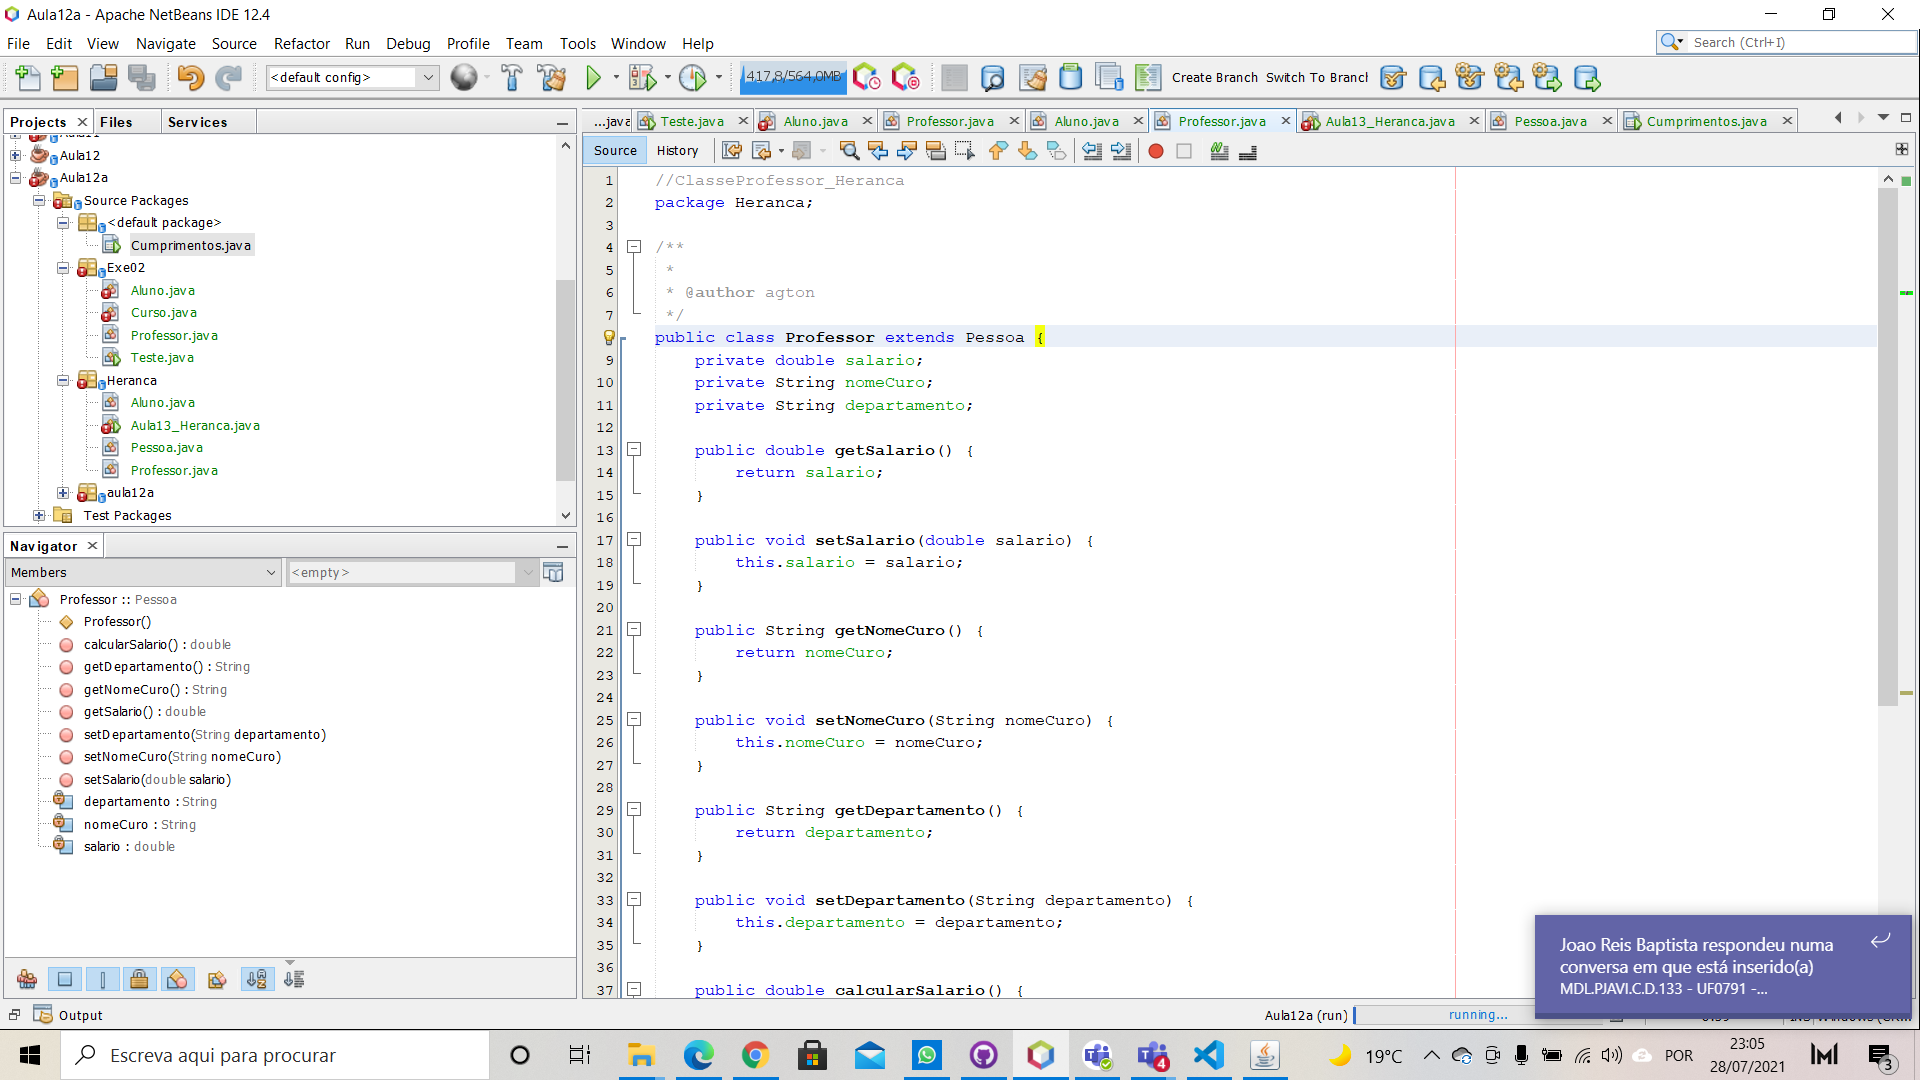 Aula12a - Apache NetBeans IDE 12.4
File Edit View Navigate Source Refactor Run Debug Profile Team Tools Window Help
Search (Ctrl+I)
<default config>
417,8/564,0MB
Create Branch Switch To Branch
Projects Files Services
...java Teste.java Aluno.java Professor.java Aluno.java Professor.java Aula13_Heranca.java Pessoa.java Cumprimentos.java
Source History
Aula12
Aula12a
Source Packages
<default package>
Cumprimentos.java
Exe02
Aluno.java
Curso.java
Professor.java
Teste.java
Heranca
Aluno.java
Aula13_Heranca.java
Pessoa.java
Professor.java
aula12a
Test Packages
Navigator
Members
<empty>
Professor :: Pessoa
Professor()
calcularSalario() : double
getDepartamento() : String
getNomeCuro() : String
getSalario() : double
setDepartamento(String departamento)
setNomeCuro(String nomeCuro)
setSalario(double salario)
departamento : String
nomeCuro : String
salario : double
1 //ClasseProfessor_Heranca
2 package Heranca;
3
4 /**
5 *
6 * @author agton
7 */
public class Professor extends Pessoa {
9 private double salario;
10 private String nomeCuro;
11 private String departamento;
12
13 public double getSalario() {
14 return salario;
15 }
16
17 public void setSalario(double salario) {
18 this.salario = salario;
19 }
20
21 public String getNomeCuro() {
22 return nomeCuro;
23 }
24
25 public void setNomeCuro(String nomeCuro) {
26 this.nomeCuro = nomeCuro;
27 }
28
29 public String getDepartamento() {
30 return departamento;
31 }
32
33 public void setDepartamento(String departamento) {
34 this.departamento = departamento;
35 }
36
37 public double calcularSalario() {
Joao Reis Baptista respondeu numa
conversa em que está inserido(a)
MDL.PJAVI.C.D.133 - UF0791 -...
Output
Aula12a (run)
running...
Escreva aqui para procurar
4
19°C
POR
23:05
28/07/2021
3